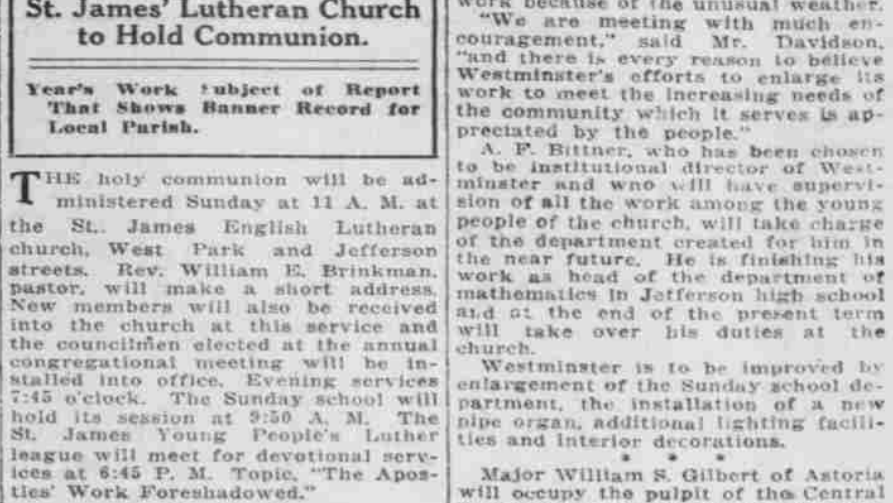 St. James' Lutheran Church
to Hold Communion.
Year's Work Subject of Report
That Shows Banner Record for
Local Parish.
THE holy communion will be ad-
ministered Sunday at 11 A. M. at
the St. James English Lutheran
church, West Park and Jefferson
streets. Rev. William E. Brinkman,
pastor, will make a short address.
New members will also be received
into the church at this service and
the councilmen elected at the annual
congregational meeting will be in-
stalled into office. Evening services
7:45 o'clock. The Sunday school will
hold its session at 9:50 A. M. The
St. James Young People's Luther
league will meet for devotional serv-
ices at 6:45 P. M. Topic, "The Apos-
tles' Work Foreshadowed."
work because of the unusual weather.
"We are meeting with much en-
couragement," said Mr. Davidson,
"and there is every reason to believe
Westminster's efforts to enlarge its
work to meet the increasing needs of
the community which it serves is ap-
preciated by the people."
A. F. Bittner, who has been chosen
to be institutional director of West-
minster and wno will have supervi-
sion of all the work among the young
people of the church, will take charge
of the department created for him in
the near future. He is finishing his
work as head of the department of
mathematics in Jefferson high school
and at the end of the present term
will take over his duties at the
church.
Westminster is to be improved by
enlargement of the Sunday school de-
partment, the installation of a new
pipe organ, additional lighting facili-
ties and interior decorations.
* * *
Major William S. Gilbert of Astoria
will occupy the pulpit of the Central